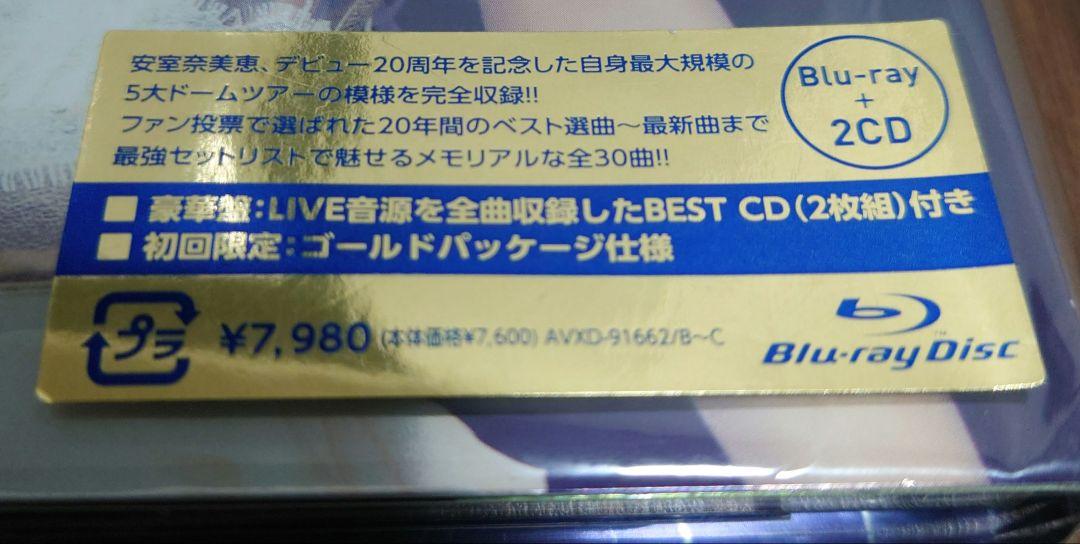 安室奈美恵、デビュー20周年を記念した自身最大規模の
5大ドームツアーの模様を完全収録!!
ファン投票で選ばれた20年間のベスト選曲～最新曲まで
最強セットリストで魅せるメモリアルな全30曲!!
Blu-ray
+
2CD
■ 豪華盤:LIVE音源を全曲収録したBEST CD(2枚組)付き
■ 初回限定:ゴールドパッケージ仕様
プラ
¥7,980 (本体価格¥7,600) AVXD-91662/B～C
Blu-ray Disc™